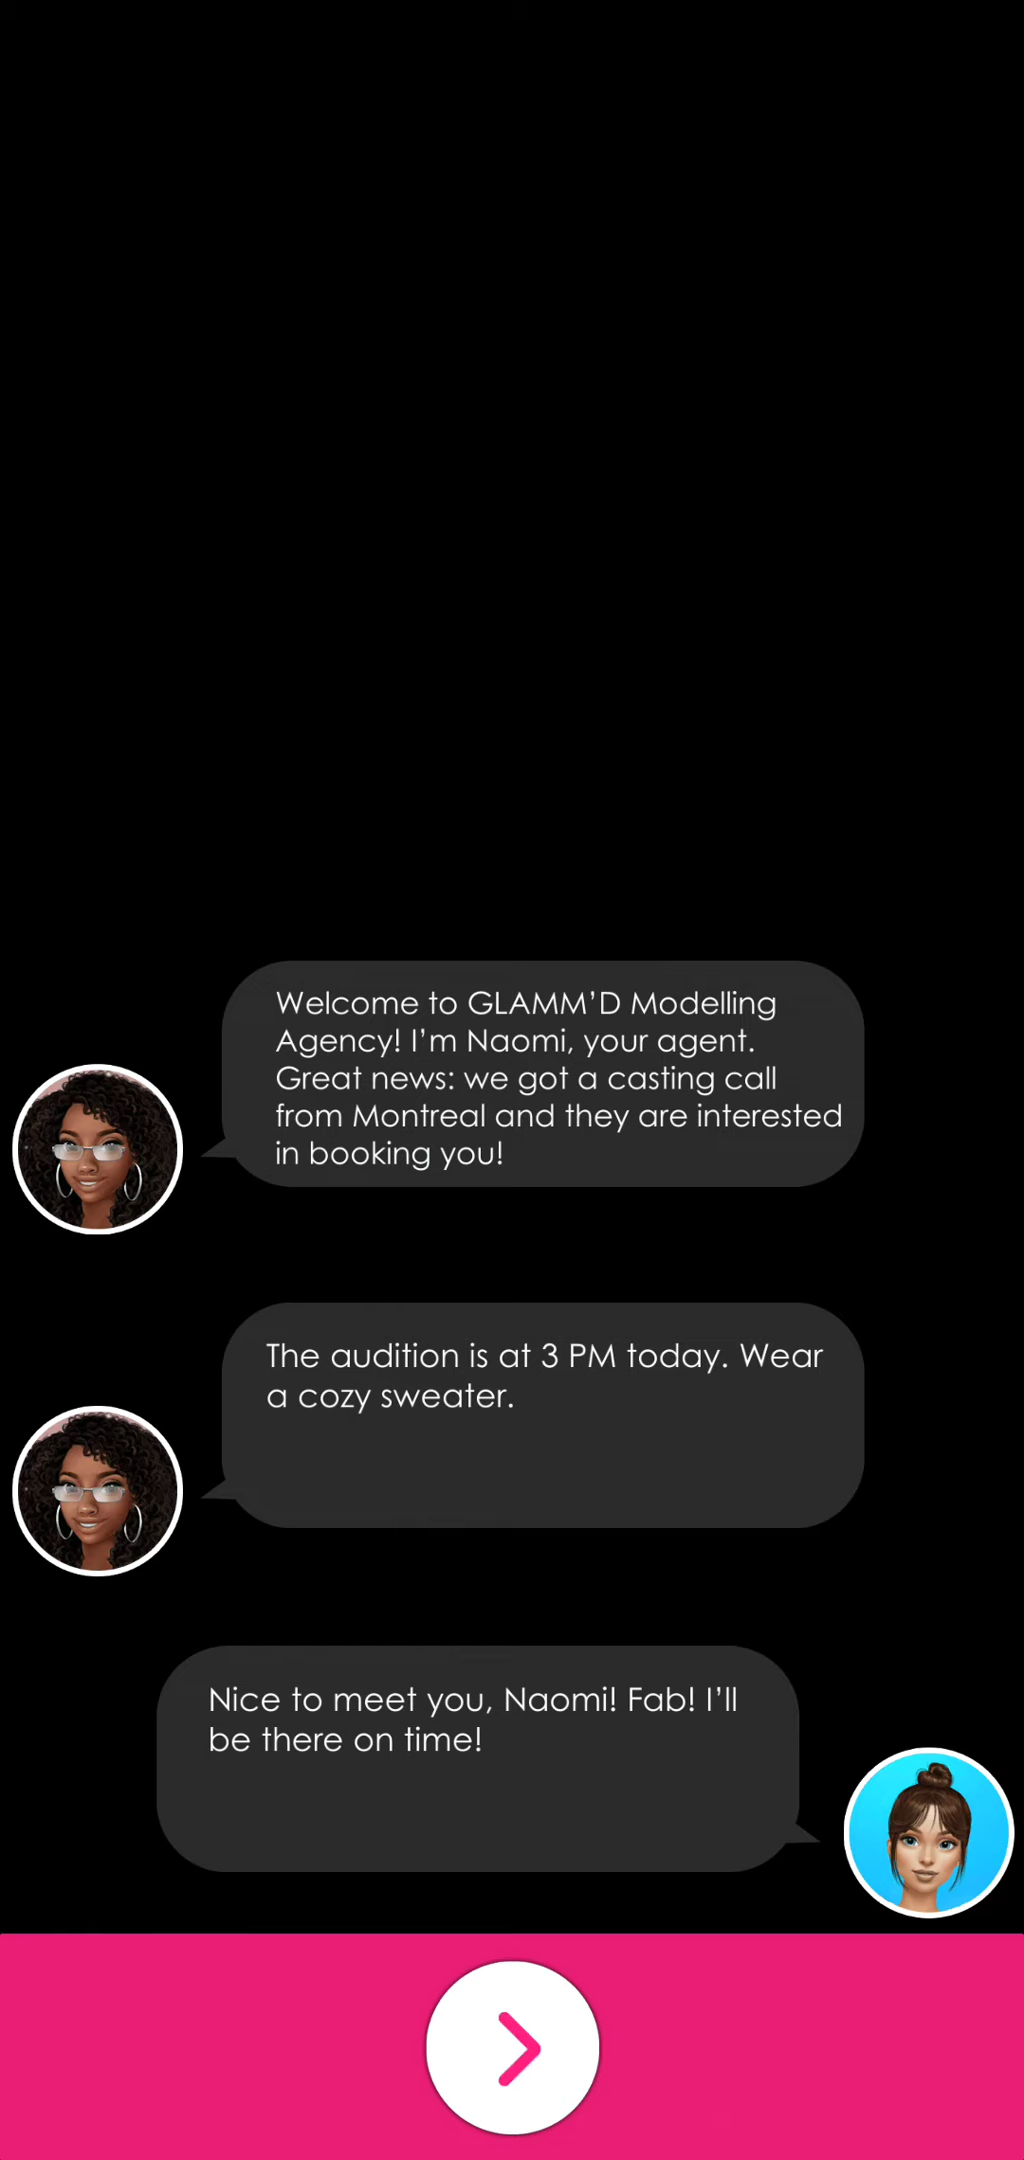 Welcome to GLAMM’D Modelling
Agency! I’m Naomi, your agent.
Great news: we got a casting call
from Montreal and they are interested
in booking you!
The audition is at 3 PM today. Wear
a cozy sweater.
Nice to meet you, Naomi! Fab! I’ll
be there on time!